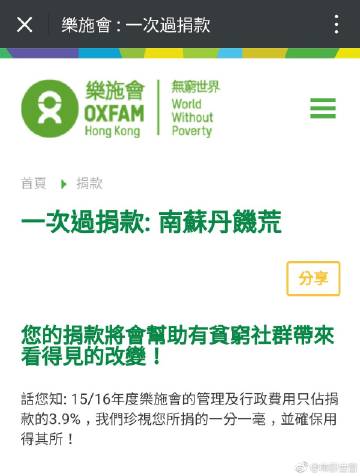 樂施會 : 一次過捐款
樂施會 無窮世界
OXFAM World
Hong Kong Without
Poverty
首頁 捐款
一次過捐款: 南蘇丹饑荒
分享
您的捐款將會幫助有貧窮社群帶來
看得見的改變！
話您知: 15/16年度樂施會的管理及行政費用只佔捐
款的3.9%，我們珍視您所捐的一分一毫，並確保用
得其所！